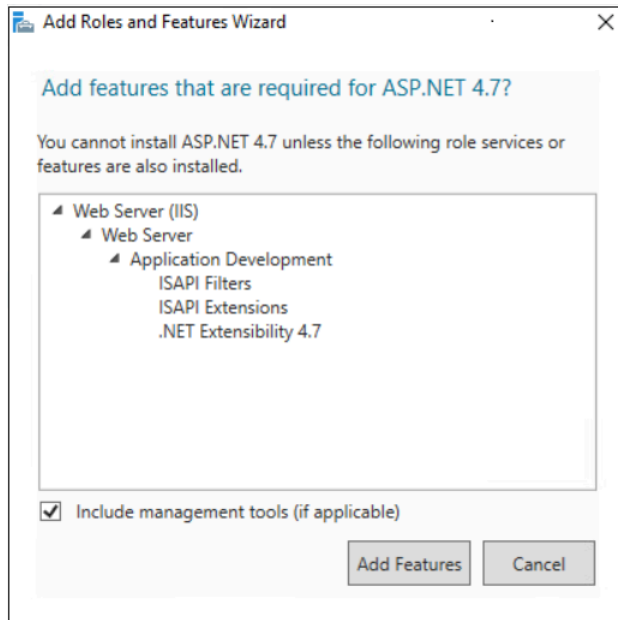 Add Roles and Features Wizard
Add features that are required for ASP.NET 4.7?
You cannot install ASP.NET 4.7 unless the following role services or
features are also installed.
Web Server (IIS)
Web Server
Application Development
ISAPI Filters
ISAPI Extensions
.NET Extensibility 4.7
Include management tools (if applicable)
Add Features
Cancel